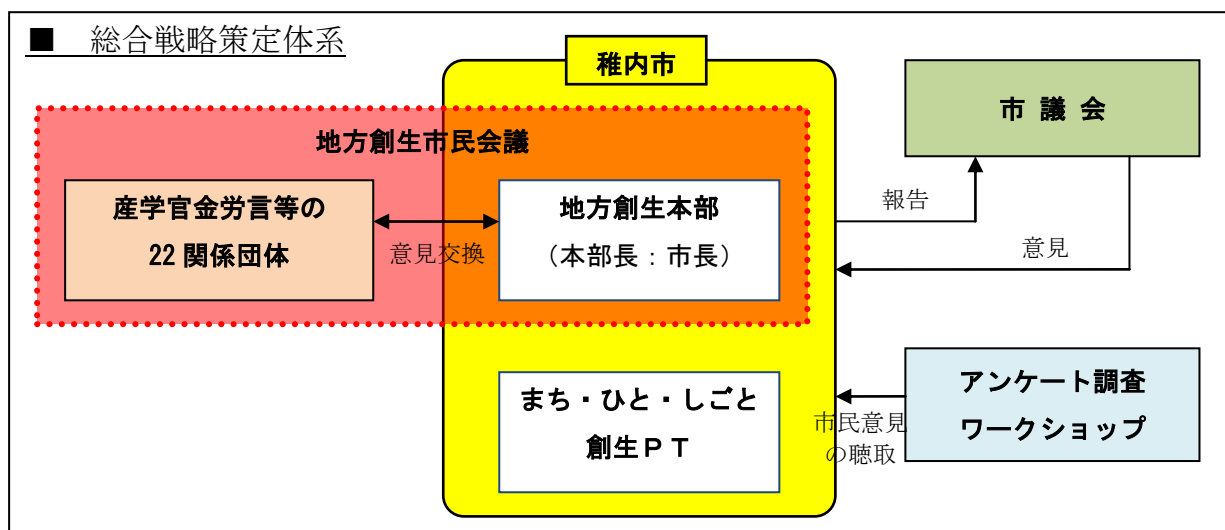 ■ 総合戦略策定体系
稚内市
市 議 会
地方創生市民会議
産学官金労言等の
22 関係団体
意見交換
地方創生本部
（本部長：市長）
報告
意見
まち・ひと・しごと
創生ＰＴ
市民意見
の聴取
アンケート調査
ワークショップ